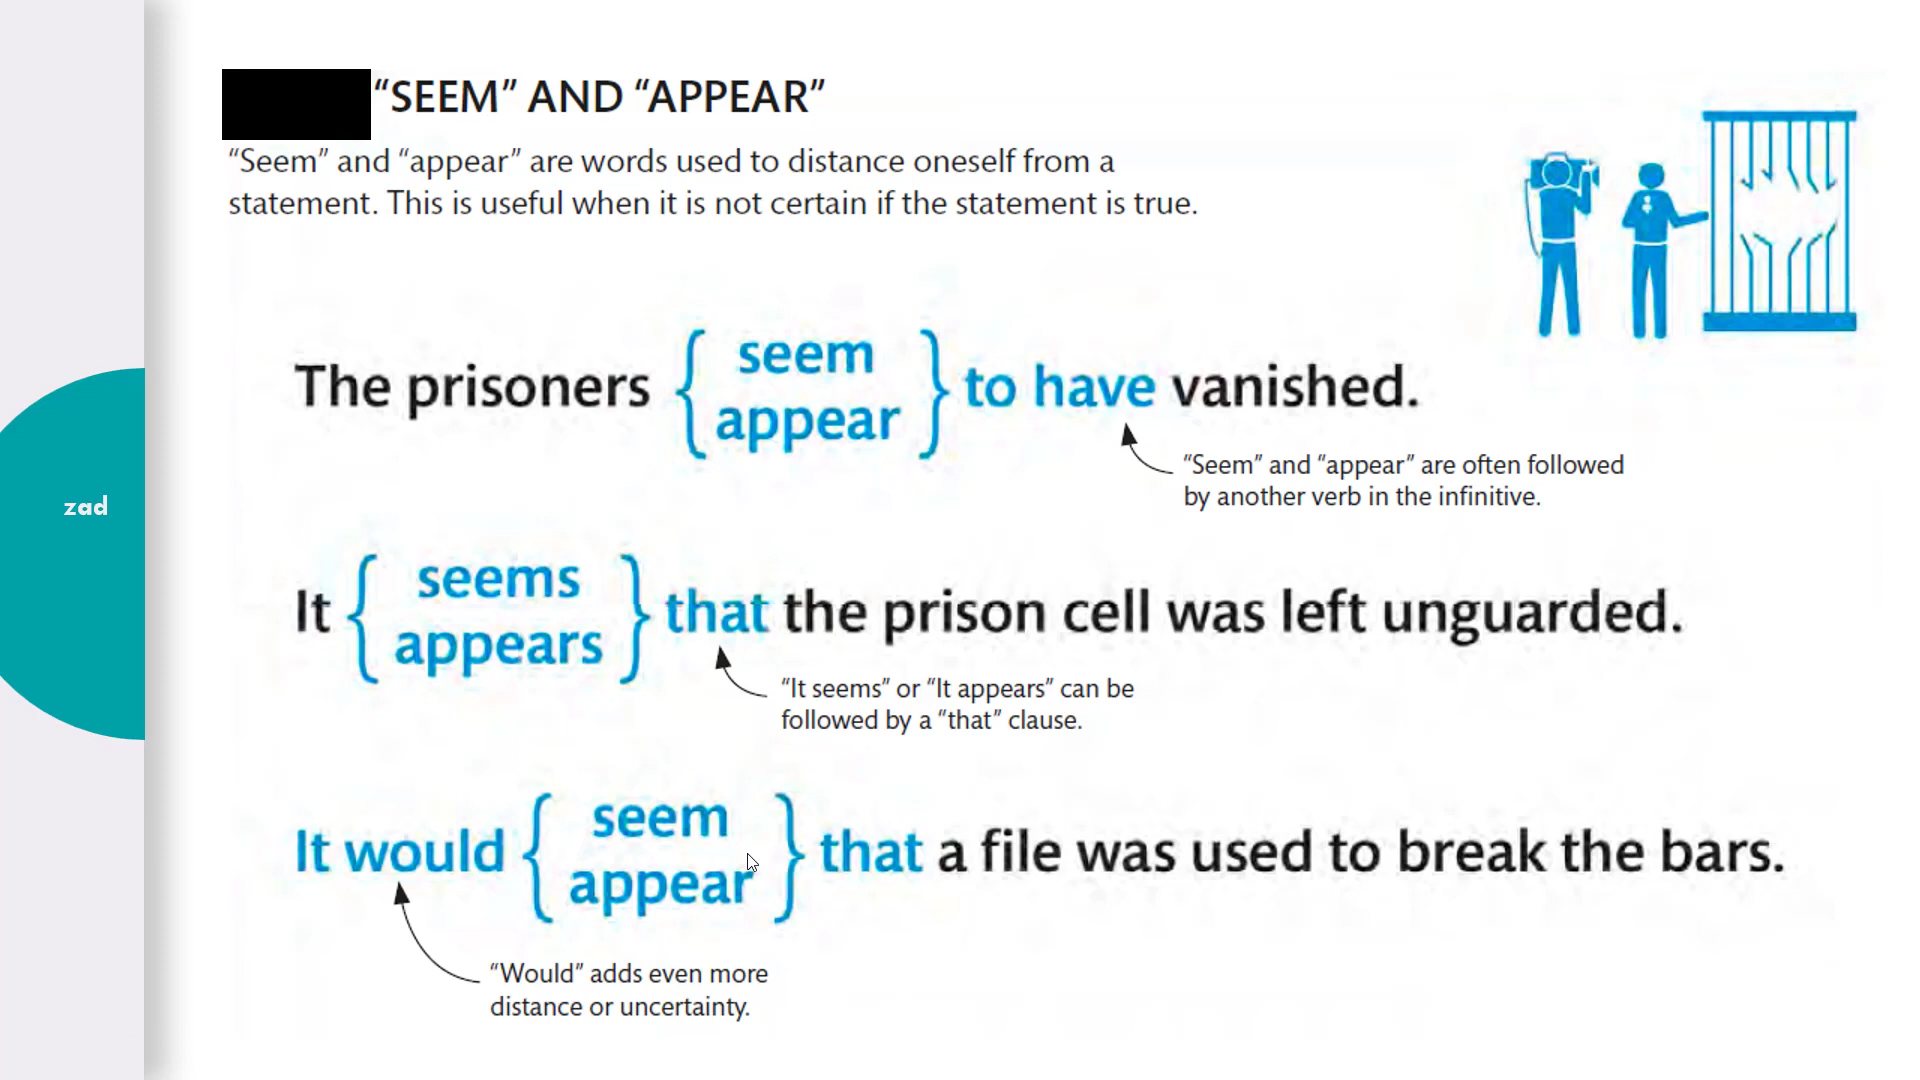 “SEEM” AND “APPEAR”
“Seem” and “appear” are words used to distance oneself from a
statement. This is useful when it is not certain if the statement is true.
The prisoners { seem
appear } to have vanished.
“Seem” and “appear” are often followed
by another verb in the infinitive.
zad
It { seems
appears } that the prison cell was left unguarded.
“It seems” or “It appears” can be
followed by a “that” clause.
It would { seem
appear } that a file was used to break the bars.
“Would” adds even more
distance or uncertainty.